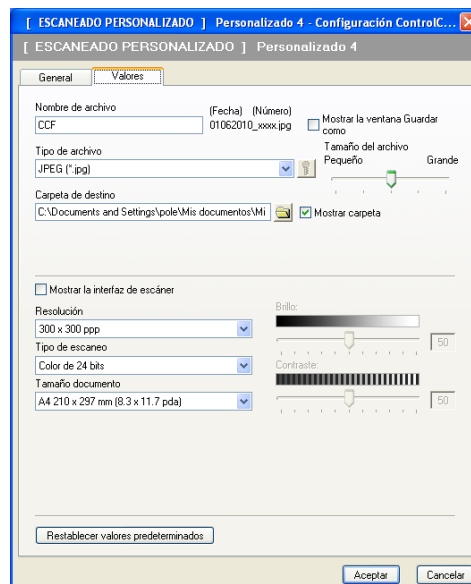 [ ESCANEADO PERSONALIZADO ] Personalizado 4 - Configuración ControlC...
[ ESCANEADO PERSONALIZADO ] Personalizado 4
General Valores
Nombre de archivo (Fecha) (Número)
CCF 01062010_xxxx.jpg Mostrar la ventana Guardar como
Tipo de archivo Tamaño del archivo
JPEG (*.jpg) Pequeño Grande
Carpeta de destino
C:\Documents and Settings\pole\Mis documentos\Mi Mostrar carpeta
Mostrar la interfaz de escáner
Resolución Brillo:
300 x 300 ppp 50
Tipo de escaneo
Color de 24 bits Contraste:
Tamaño documento
A4 210 x 297 mm (8.3 x 11.7 pda) 50
Restablecer valores predeterminados
Aceptar Cancelar